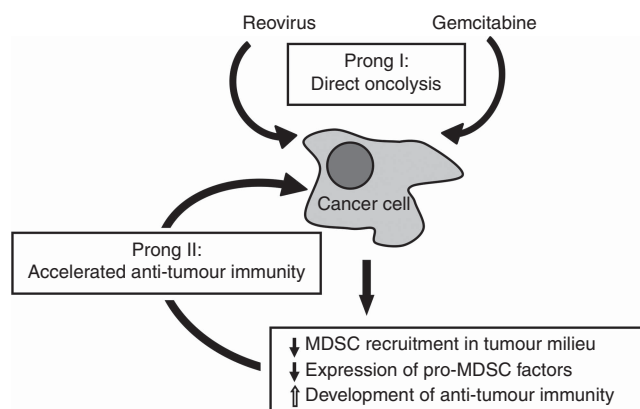 Reovirus
Gemcitabine
Prong I:
Direct oncolysis
Cancer cell
Prong II:
Accelerated anti-tumour immunity
↓ MDSC recruitment in tumour milieu
↓ Expression of pro-MDSC factors
⇧ Development of anti-tumour immunity